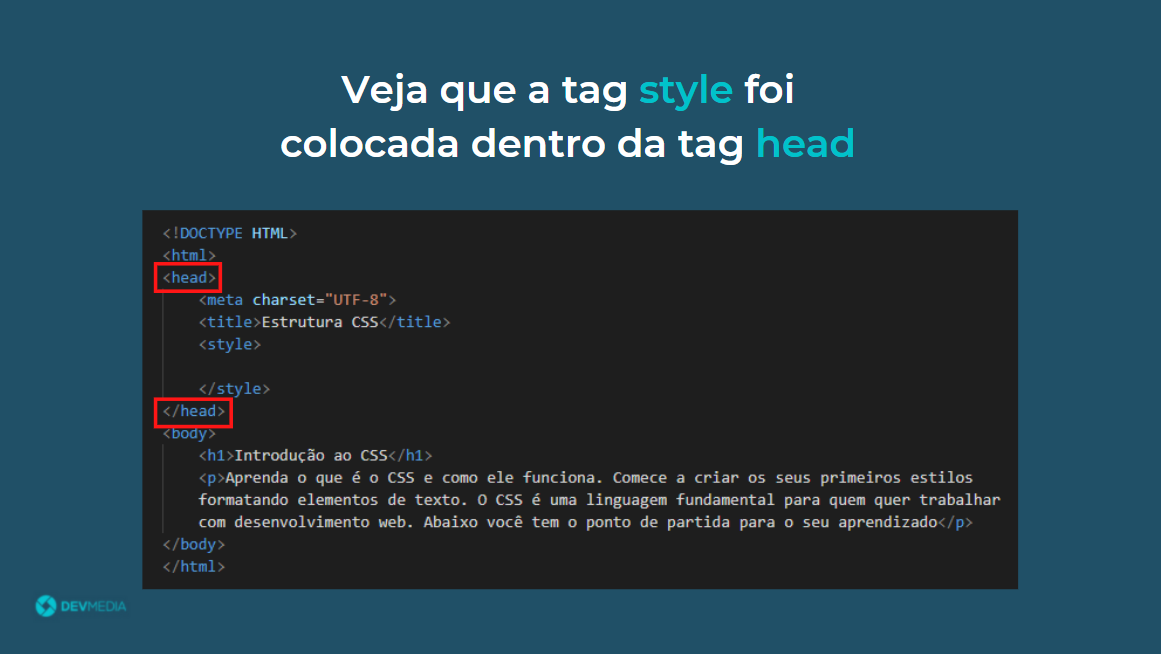 Veja que a tag style foi
colocada dentro da tag head
<!DOCTYPE HTML>
<html>
<head>
<meta charset="UTF-8">
<title>Estrutura CSS</title>
<style>
</style>
</head>
<body>
<h1>Introdução ao CSS</h1>
<p>Aprenda o que é o CSS e como ele funciona. Comece a criar os seus primeiros estilos
formatando elementos de texto. O CSS é uma linguagem fundamental para quem quer trabalhar
com desenvolvimento web. Abaixo você tem o ponto de partida para o seu aprendizado</p>
</body>
</html>
DEVMEDIA